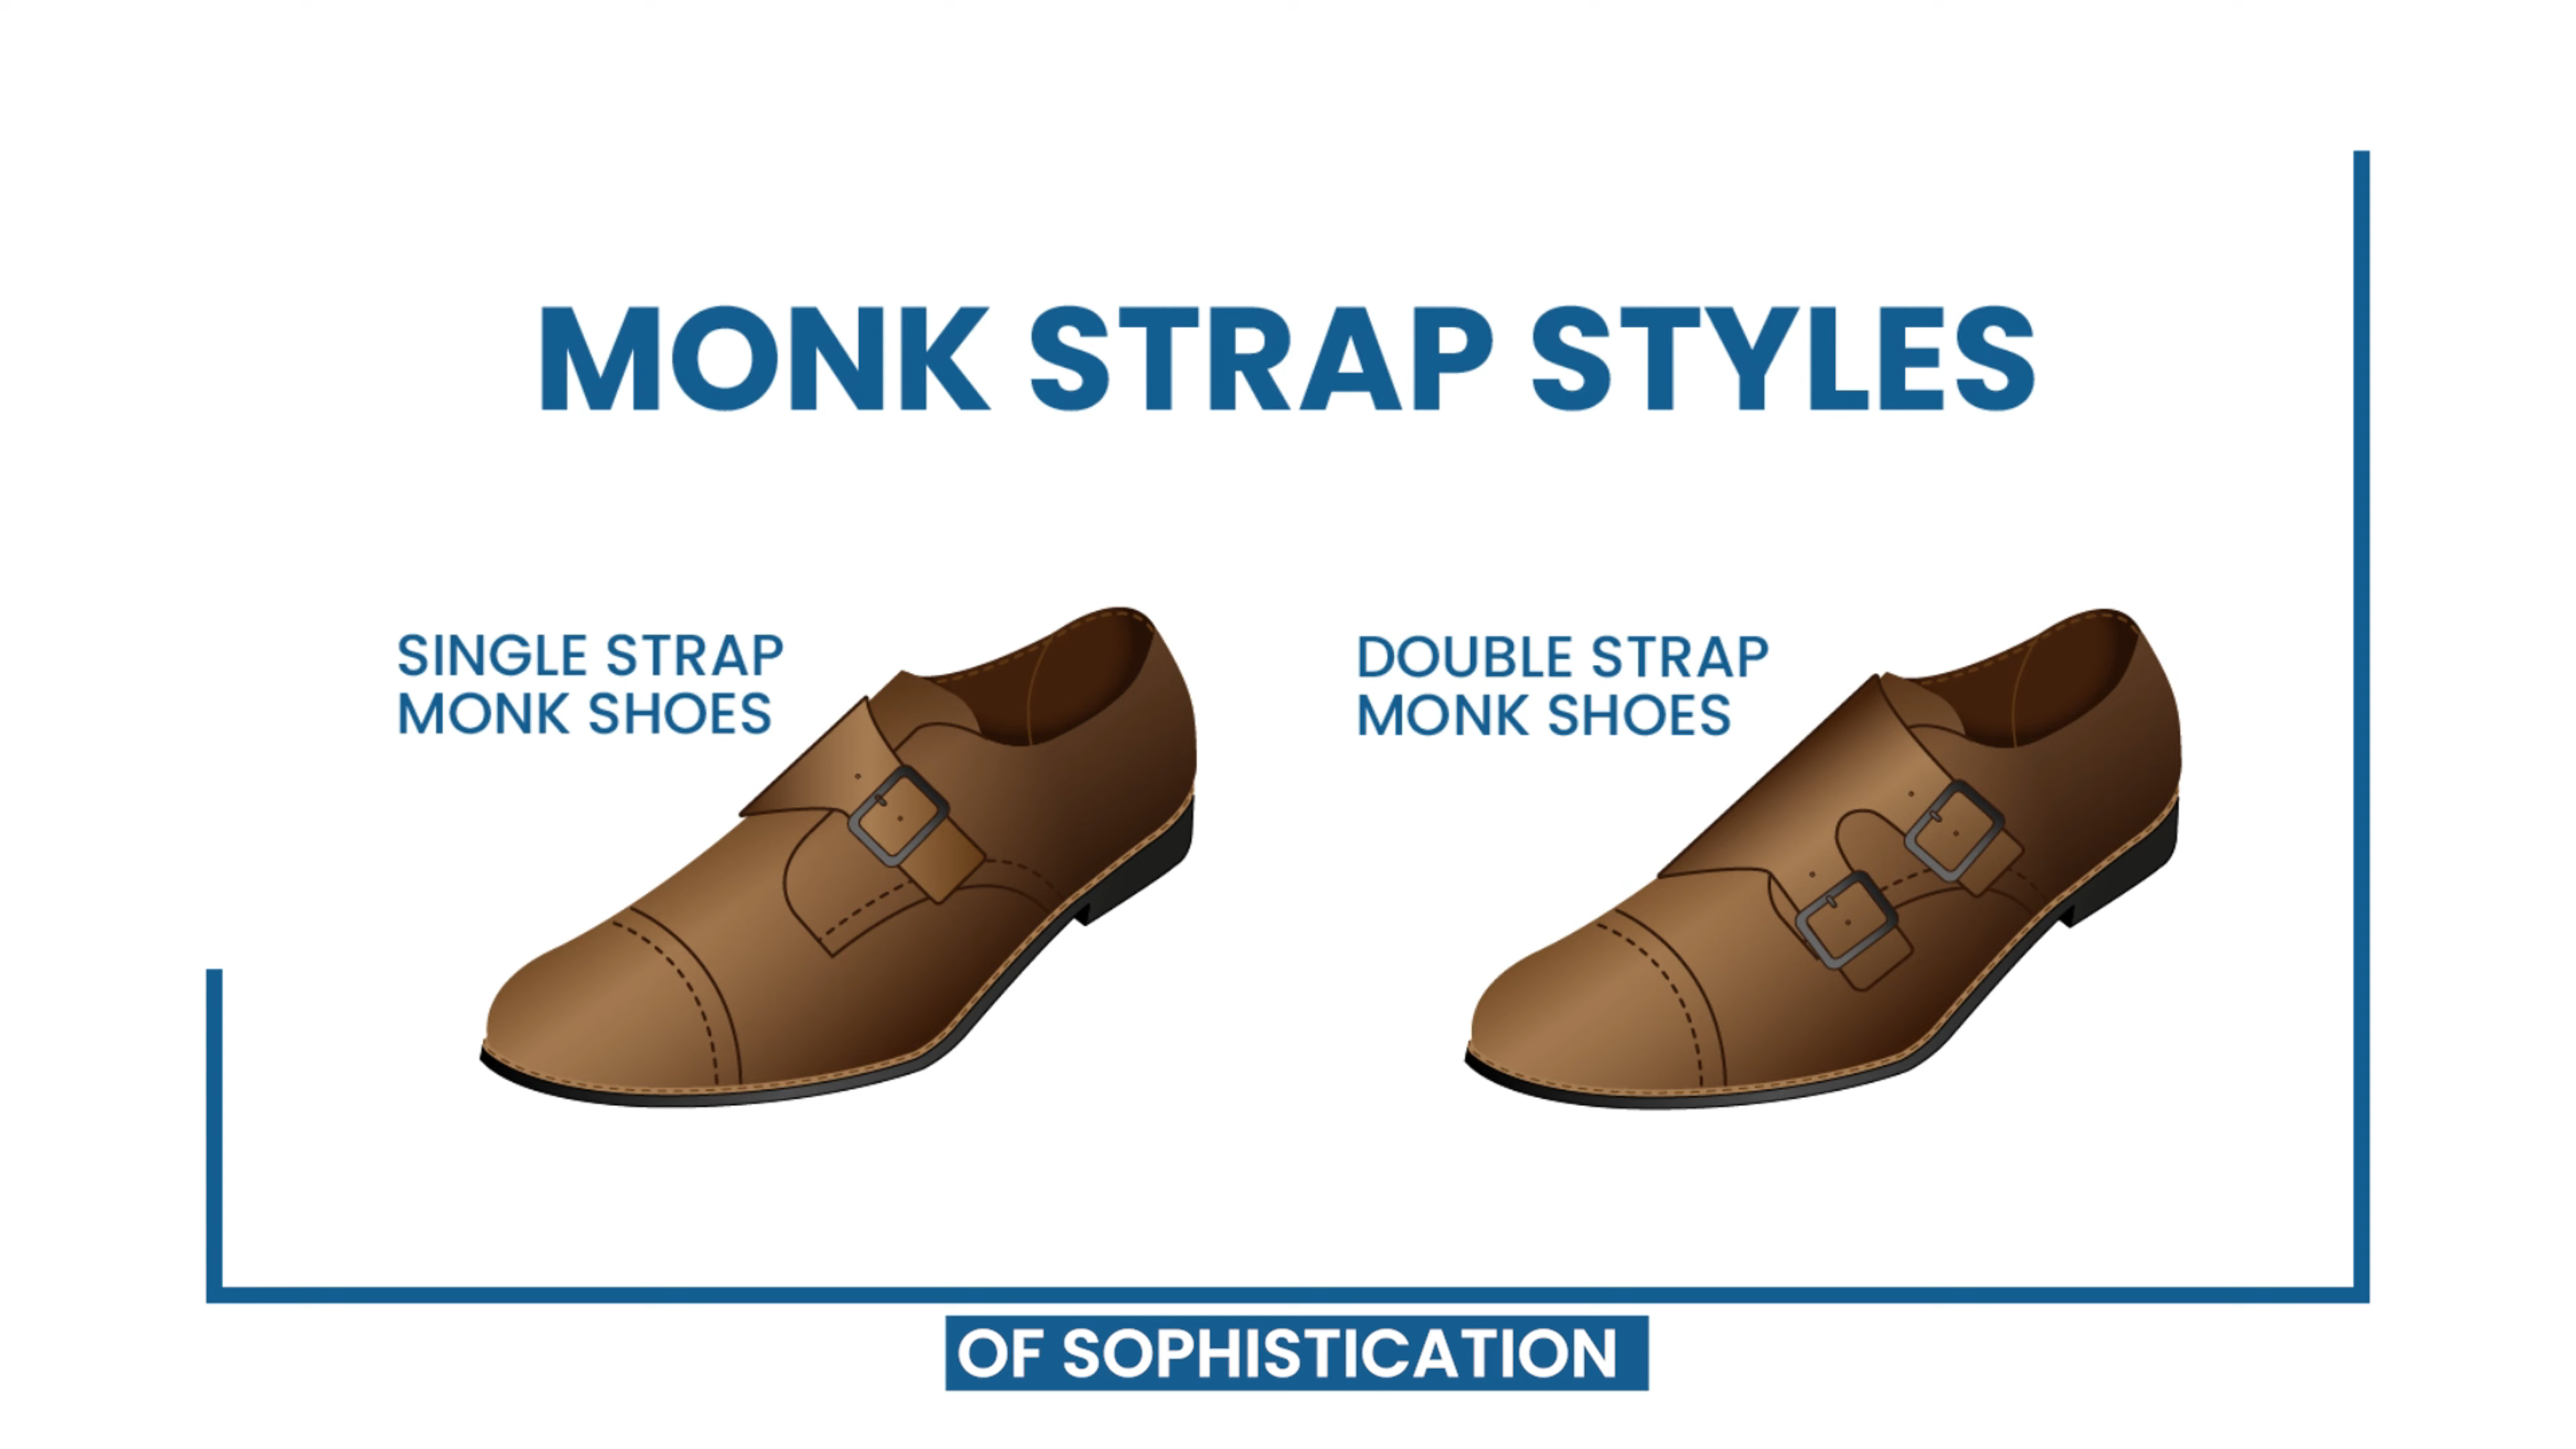 MONK STRAP STYLES
SINGLE STRAP
MONK SHOES
DOUBLE STRAP
MONK SHOES
OF SOPHISTICATION